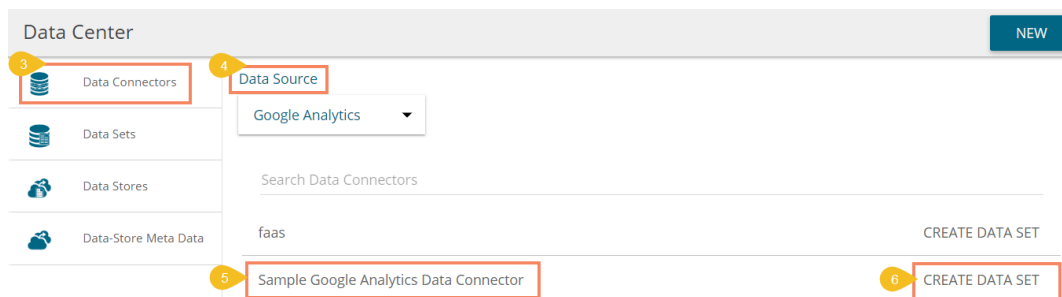 Data Center
NEW
3
Data Connectors
Data Sets
Data Stores
Data-Store Meta Data
4
Data Source
Google Analytics
Search Data Connectors
faas CREATE DATA SET
5 Sample Google Analytics Data Connector 6 CREATE DATA SET